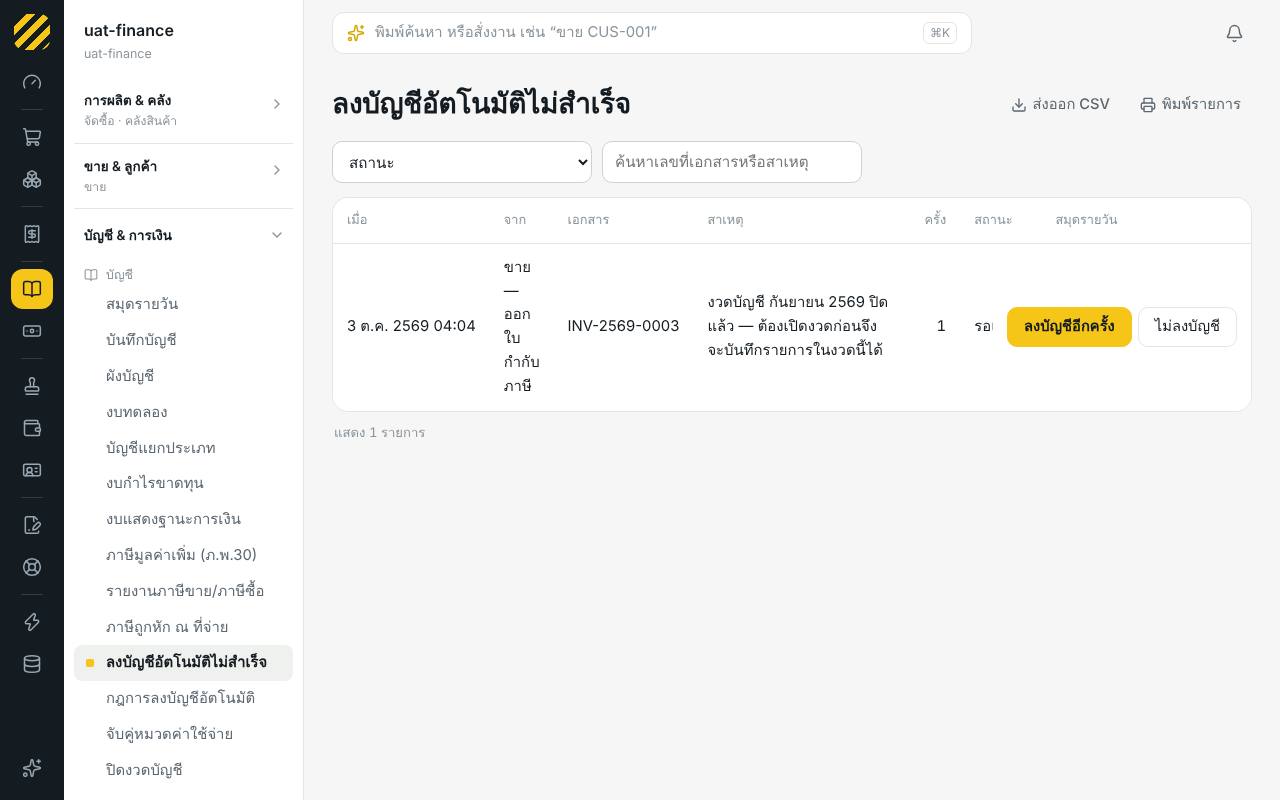 uat-finance
uat-finance
การผลิต & คลัง
จัดซื้อ · คลังสินค้า
ขาย & ลูกค้า
ขาย
บัญชี & การเงิน
บัญชี
สมุดรายวัน
บันทึกบัญชี
ผังบัญชี
งบทดลอง
บัญชีแยกประเภท
งบกำไรขาดทุน
งบแสดงฐานะการเงิน
ภาษีมูลค่าเพิ่ม (ภ.พ.30)
รายงานภาษีขาย/ภาษีซื้อ
ภาษีถูกหัก ณ ที่จ่าย
ลงบัญชีอัตโนมัติไม่สำเร็จ
กฎการลงบัญชีอัตโนมัติ
จับคู่หมวดค่าใช้จ่าย
ปิดงวดบัญชี
พิมพ์ค้นหา หรือสั่งงาน เช่น “ขาย CUS-001”
⌘K
ลงบัญชีอัตโนมัติไม่สำเร็จ
ส่งออก CSV
พิมพ์รายการ
สถานะ
ค้นหาเลขที่เอกสารหรือสาเหตุ
เมื่อ จาก เอกสาร สาเหตุ ครั้ง สถานะ สมุดรายวัน
3 ต.ค. 2569 04:04
ขาย
—
ออก
ใบ
กำกับ
ภาษี
INV-2569-0003
งวดบัญชี กันยายน 2569 ปิด
แล้ว — ต้องเปิดงวดก่อนจึง
จะบันทึกรายการในงวดนี้ได้
1
ลงบัญชีอีกครั้ง
ไม่ลงบัญชี
แสดง 1 รายการ